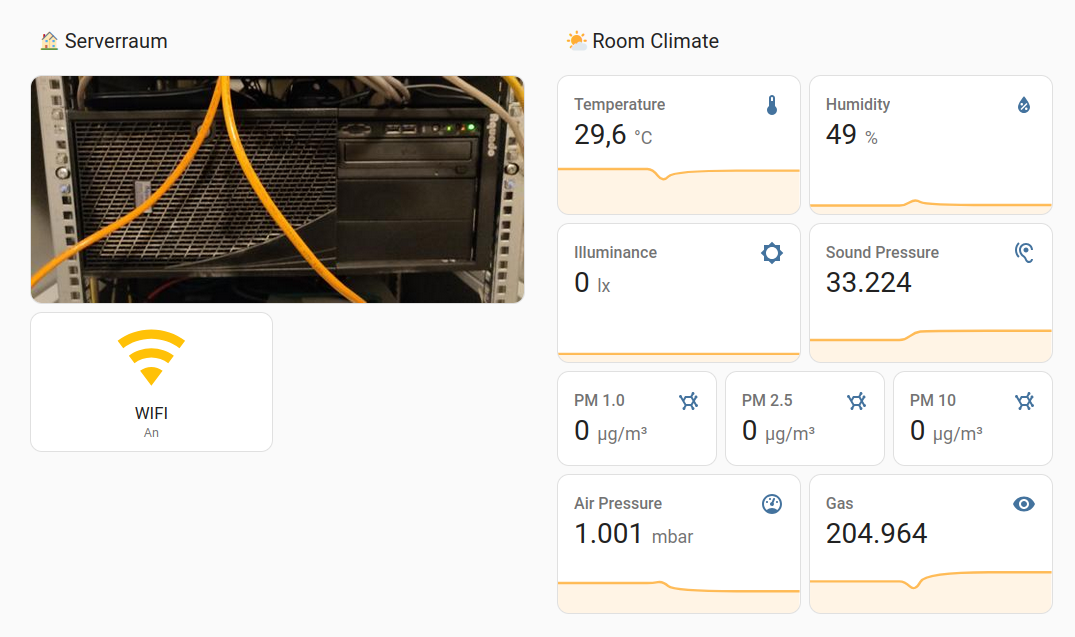 Serverraum
WIFI
An
Room Climate
Temperature
29,6 °C
Humidity
49 %
Illuminance
0 lx
Sound Pressure
33.224
PM 1.0
0 µg/m³
PM 2.5
0 µg/m³
PM 10
0 µg/m³
Air Pressure
1.001 mbar
Gas
204.964